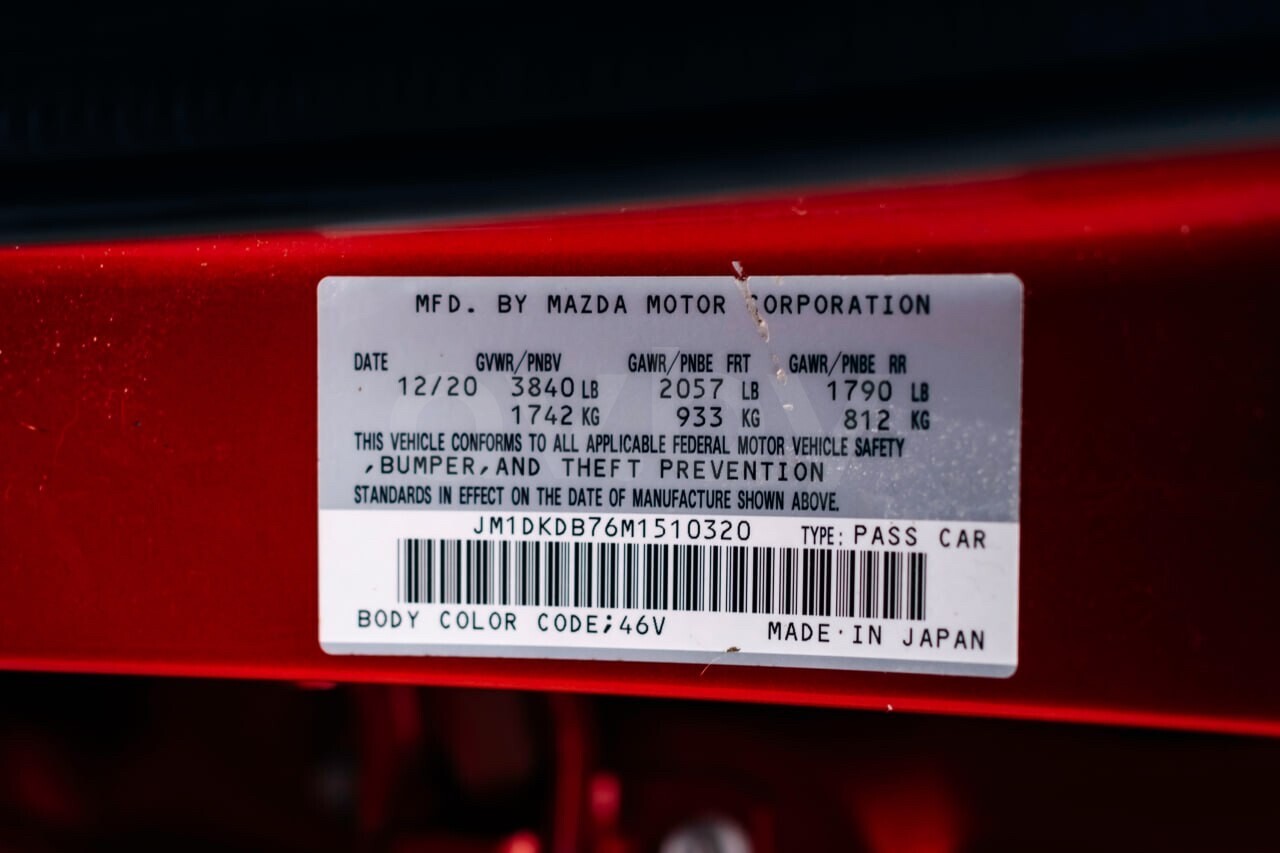 MFD. BY MAZDA MOTOR CORPORATION
DATE GVWR/PNBV GAWR/PNBE FRT GAWR/PNBE RR
12/20 3840 LB 2057 LB 1790 LB
1742 KG 933 KG 812 KG
THIS VEHICLE CONFORMS TO ALL APPLICABLE FEDERAL MOTOR VEHICLE SAFETY
,BUMPER,AND THEFT PREVENTION
STANDARDS IN EFFECT ON THE DATE OF MANUFACTURE SHOWN ABOVE.
JM1DKDB76M1510320 TYPE: PASS CAR
BODY COLOR CODE;46V MADE·IN JAPAN